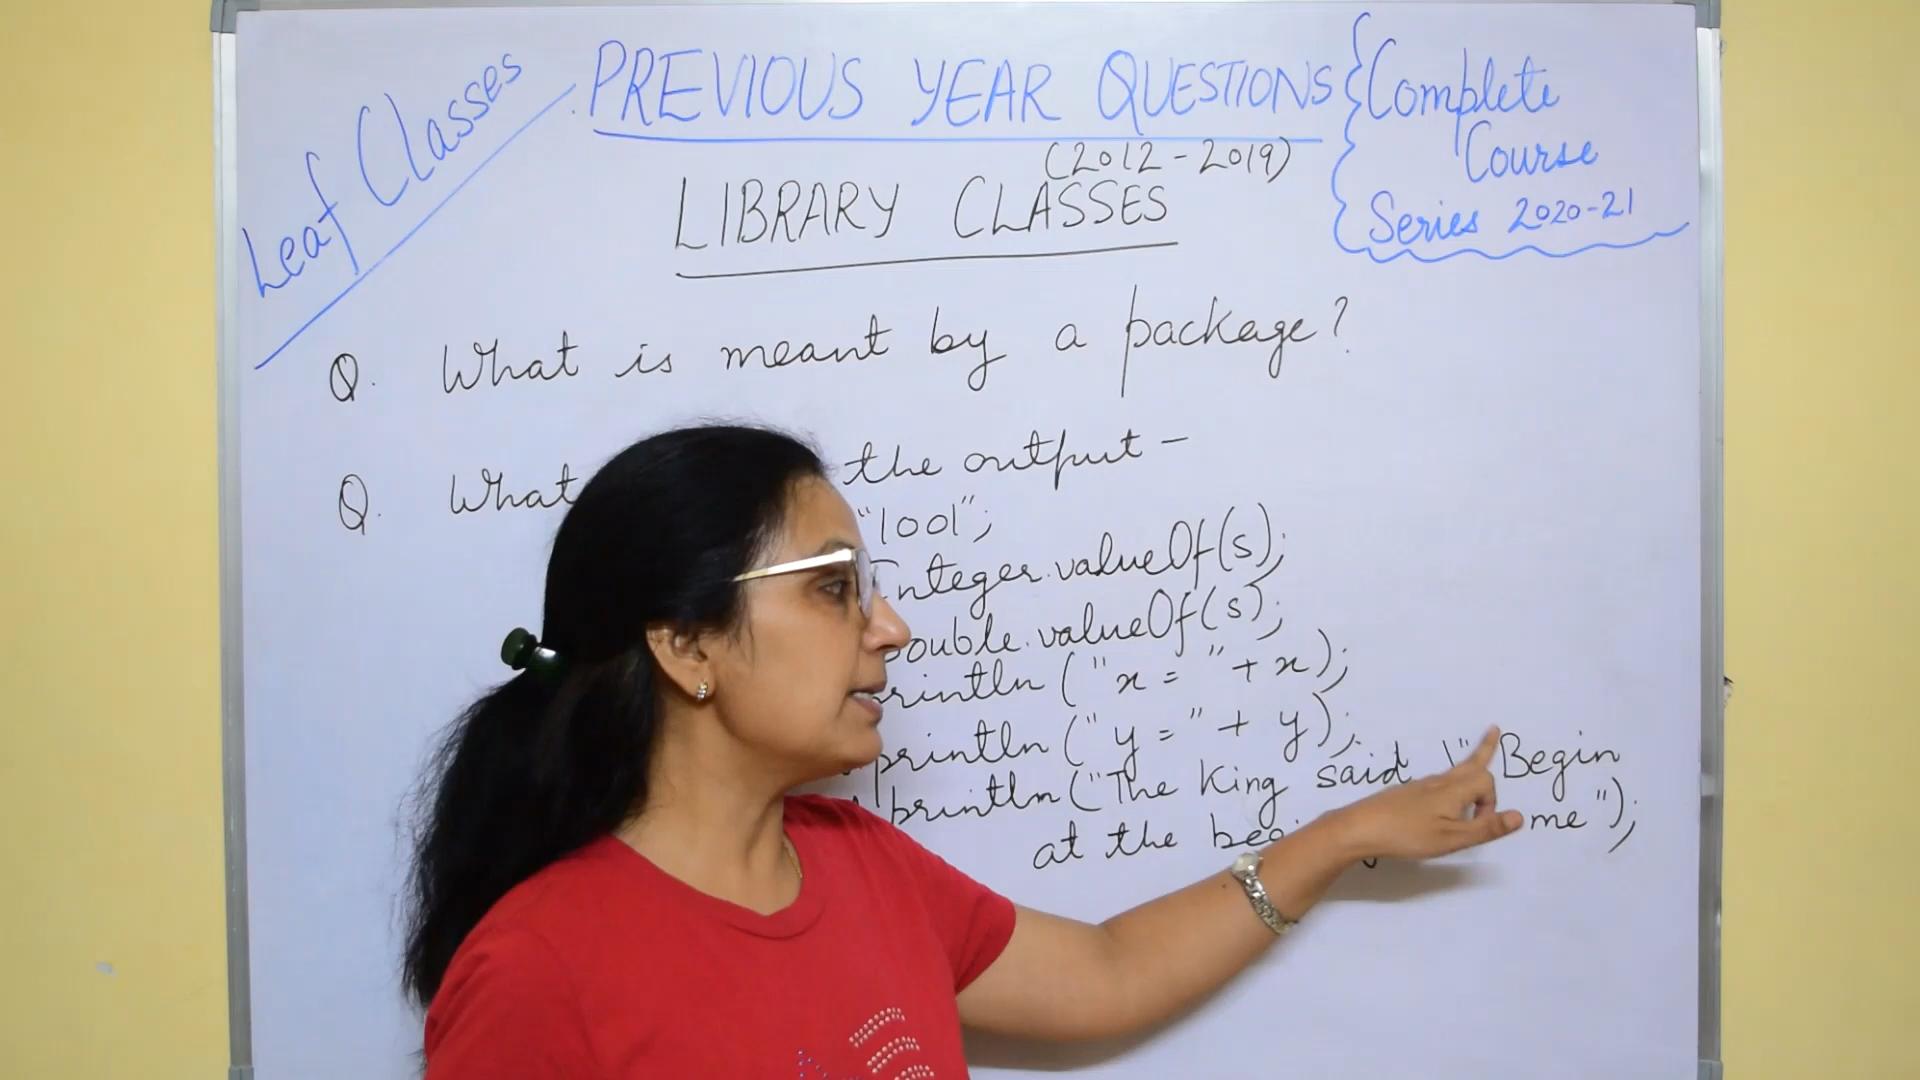 Leaf Classes
PREVIOUS YEAR QUESTIONS
(2012-2019)
Complete
Course
Series 2020-21
LIBRARY CLASSES
Q. What is meant by a package?
Q. What the output -
"1001";
Integer.valueOf(s);
ouble.valueOf(s);
println ("x = "+ x);
println ("y = " + y);
println ("The King said \" Begin
at the me");